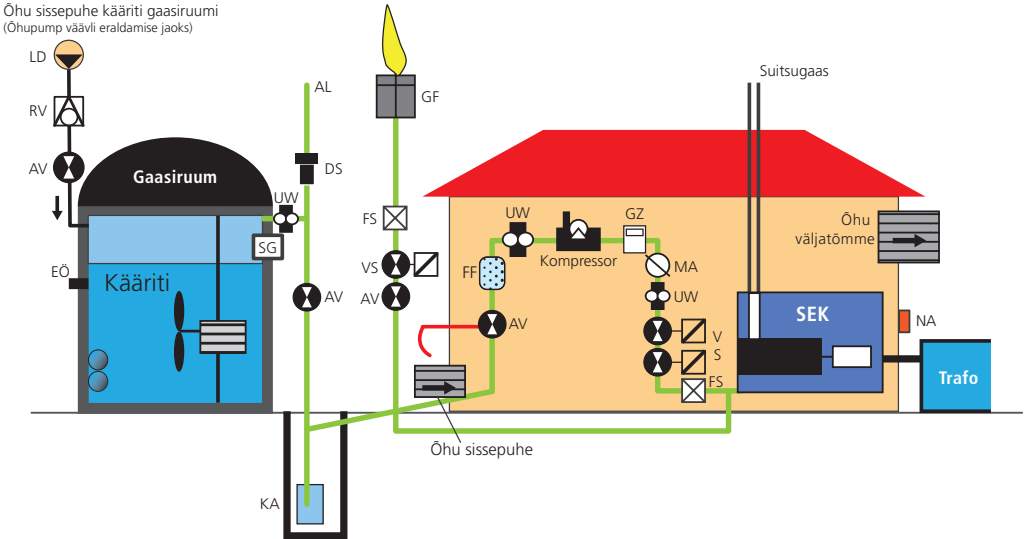 Õhu sissepuhe kääriti gaasiruumi
(Õhupump väävli eraldamise jaoks)
LD
RV
AV
Gaasiruum
UW
SG
EÖ
Kääriti
AL
DS
AV
KA
GF
FS
VS
AV
Suitsugaas
UW
Kompressor
GZ
FF
MA
UW
AV
V
S
FS
Õhu
väljatõmme
SEK
NA
Trafo
Õhu sissepuhe